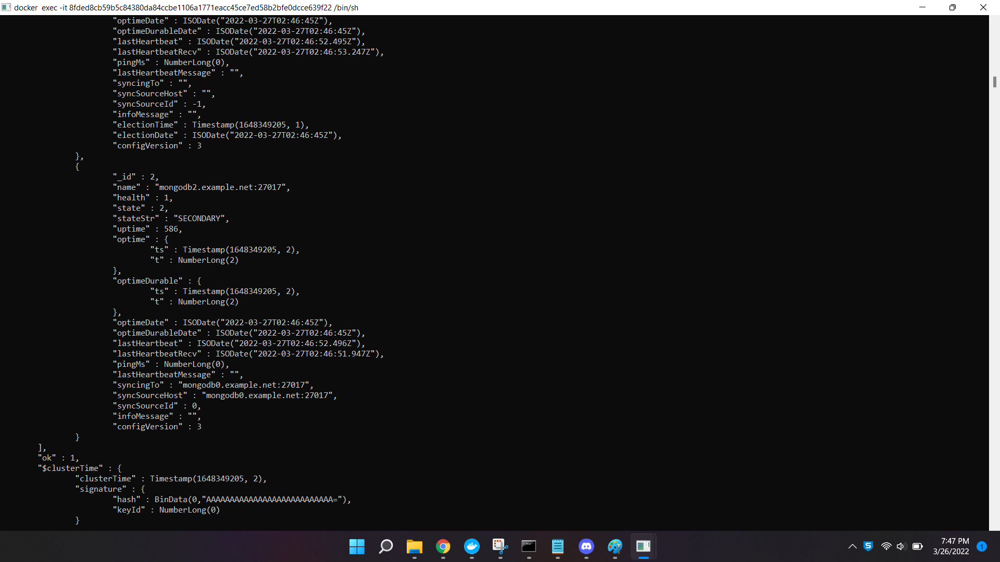 docker  exec -it 8fded8cb59b5c84380da84ccbe1106a1771eacc45ce7ed58b2bfe0dcce639f22 /bin/sh
"optimeDate" : ISODate("2022-03-27T02:46:45Z"),
"optimeDurableDate" : ISODate("2022-03-27T02:46:45Z"),
"lastHeartbeat" : ISODate("2022-03-27T02:46:52.495Z"),
"lastHeartbeatRecv" : ISODate("2022-03-27T02:46:53.247Z"),
"pingMs" : NumberLong(0),
"lastHeartbeatMessage" : "",
"syncingTo" : "",
"syncSourceHost" : "",
"syncSourceId" : -1,
"infoMessage" : "",
"electionTime" : Timestamp(1648349205, 1),
"electionDate" : ISODate("2022-03-27T02:46:45Z"),
"configVersion" : 3
},
{
"_id" : 2,
"name" : "mongodb2.example.net:27017",
"health" : 1,
"state" : 2,
"stateStr" : "SECONDARY",
"uptime" : 586,
"optime" : {
"ts" : Timestamp(1648349205, 2),
"t" : NumberLong(2)
},
"optimeDurable" : {
"ts" : Timestamp(1648349205, 2),
"t" : NumberLong(2)
},
"optimeDate" : ISODate("2022-03-27T02:46:45Z"),
"optimeDurableDate" : ISODate("2022-03-27T02:46:45Z"),
"lastHeartbeat" : ISODate("2022-03-27T02:46:52.496Z"),
"lastHeartbeatRecv" : ISODate("2022-03-27T02:46:51.947Z"),
"pingMs" : NumberLong(0),
"lastHeartbeatMessage" : "",
"syncingTo" : "mongodb0.example.net:27017",
"syncSourceHost" : "mongodb0.example.net:27017",
"syncSourceId" : 0,
"infoMessage" : "",
"configVersion" : 3
}
],
"ok" : 1,
"$clusterTime" : {
"clusterTime" : Timestamp(1648349205, 2),
"signature" : {
"hash" : BinData(0,"AAAAAAAAAAAAAAAAAAAAAAAAAAA="),
"keyId" : NumberLong(0)
}
S
7:47 PM
3/26/2022
1